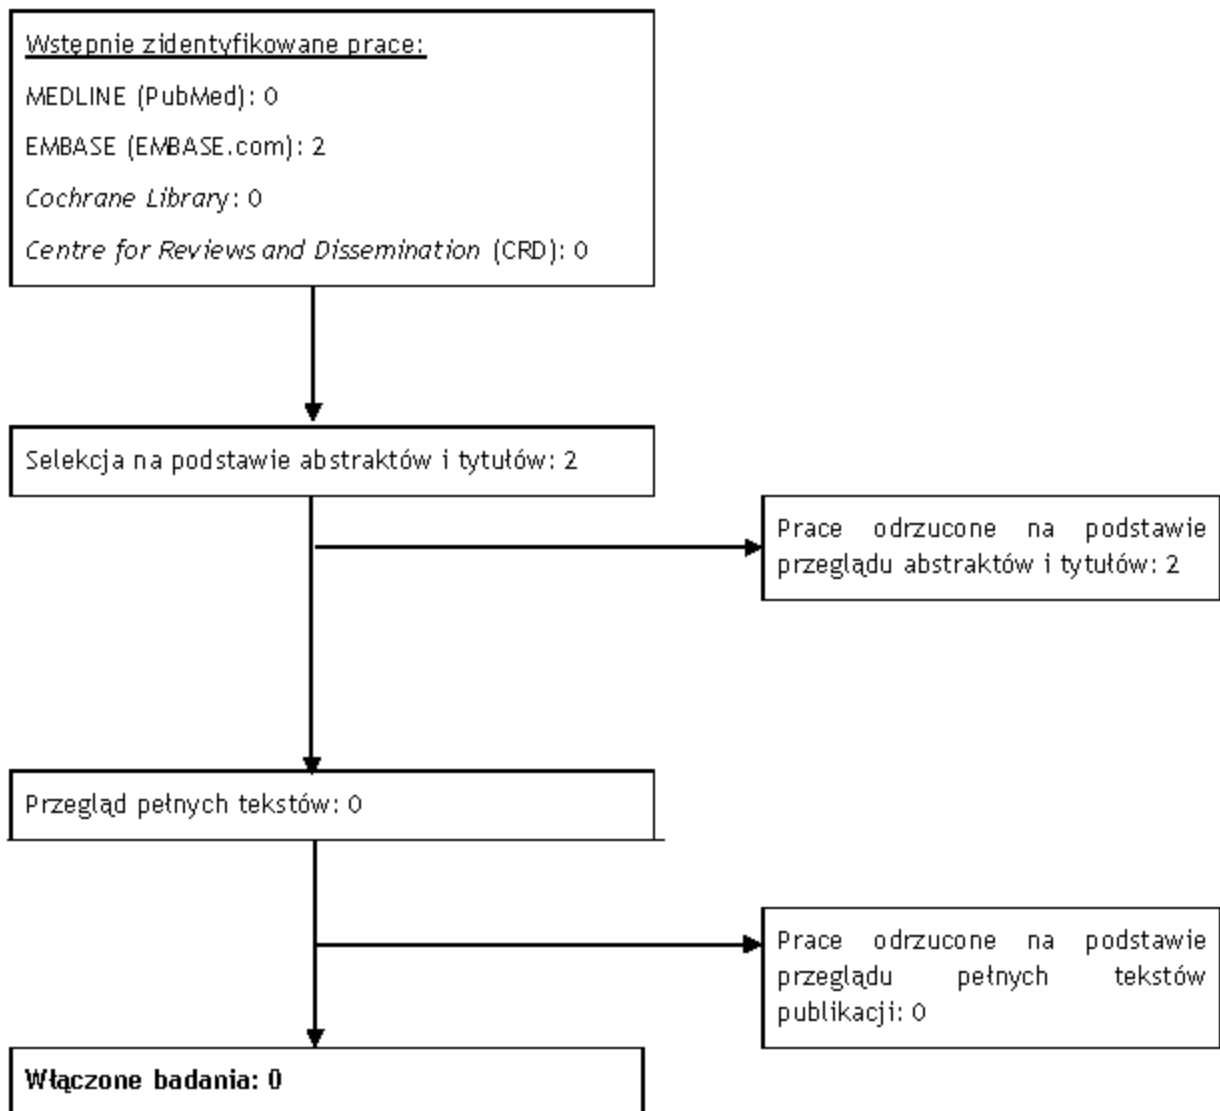 Wstępnie zidentyfikowane prace:
MEDLINE (PubMed): 0
EMBASE (EMBASE.com): 2
Cochrane Library: 0
Centre for Reviews and Dissemination (CRD): 0
Selekcja na podstawie abstraktów i tytułów: 2
Prace odrzucone na podstawie
przeglądu abstraktów i tytułów: 2
Przegląd pełnych tekstów: 0
Prace odrzucone na podstawie
przeglądu pełnych tekstów
publikacji: 0
Włączone badania: 0